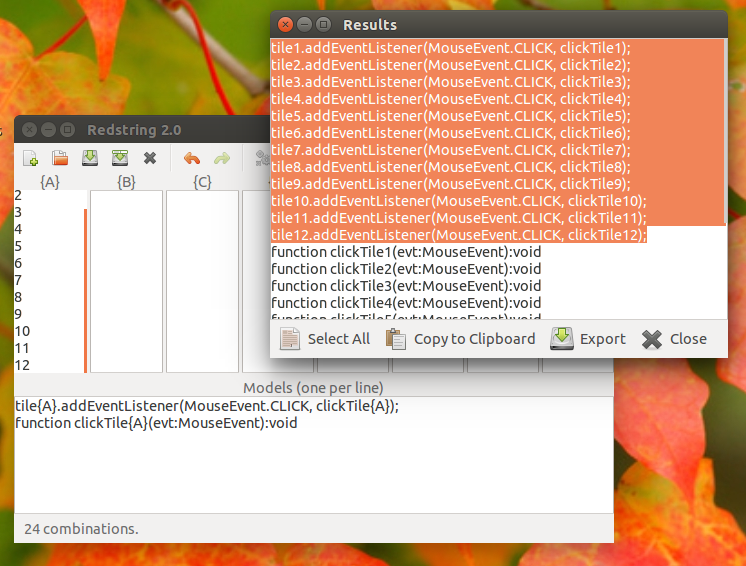 Results
tile1.addEventListener(MouseEvent.CLICK, clickTile1);
tile2.addEventListener(MouseEvent.CLICK, clickTile2);
tile3.addEventListener(MouseEvent.CLICK, clickTile3);
tile4.addEventListener(MouseEvent.CLICK, clickTile4);
tile5.addEventListener(MouseEvent.CLICK, clickTile5);
tile6.addEventListener(MouseEvent.CLICK, clickTile6);
tile7.addEventListener(MouseEvent.CLICK, clickTile7);
tile8.addEventListener(MouseEvent.CLICK, clickTile8);
tile9.addEventListener(MouseEvent.CLICK, clickTile9);
tile10.addEventListener(MouseEvent.CLICK, clickTile10);
tile11.addEventListener(MouseEvent.CLICK, clickTile11);
tile12.addEventListener(MouseEvent.CLICK, clickTile12);
function clickTile1(evt:MouseEvent):void
function clickTile2(evt:MouseEvent):void
function clickTile3(evt:MouseEvent):void
function clickTile4(evt:MouseEvent):void
function clickTile5(evt:MouseEvent):void
Select All Copy to Clipboard Export Close
Redstring 2.0
{A} {B} {C}
2
3
4
5
6
7
8
9
10
11
12
Models (one per line)
tile{A}.addEventListener(MouseEvent.CLICK, clickTile{A});
function clickTile{A}(evt:MouseEvent):void
24 combinations.